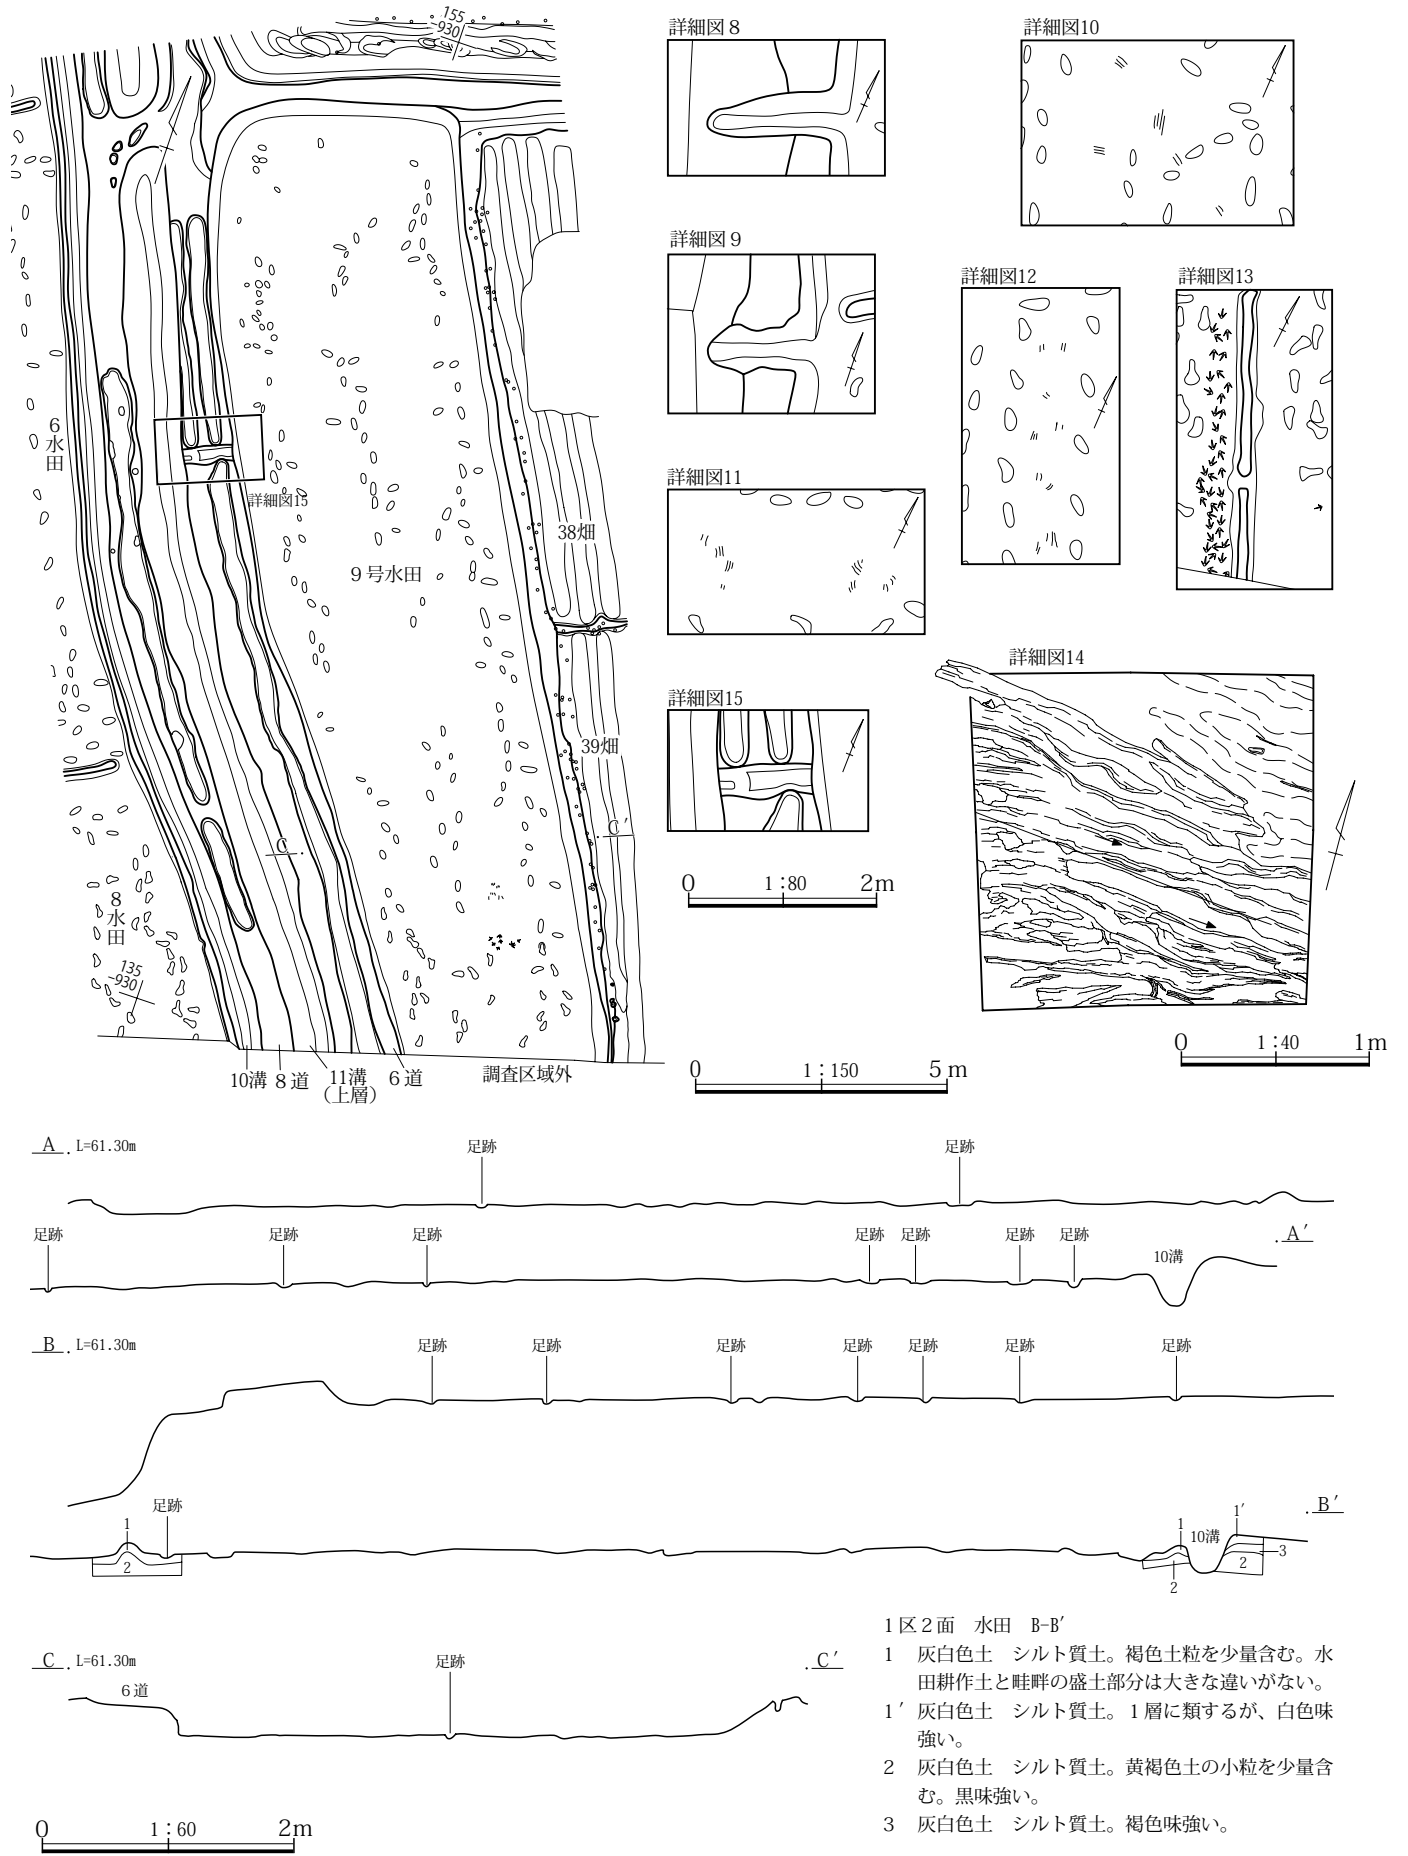 155
-930
詳細図８
詳細図10
詳細図９
詳細図12
詳細図13
６水田
詳細図15
詳細図11
38畑
９号水田
詳細図14
詳細図15
39畑
C
C′
0 1：80 2m
８水田
135
-930
10溝
８道
11溝
（上層）
６道
調査区域外
0 1：150 5m
0 1：40 1m
A . L=61.30m
足跡 足跡
足跡 足跡 足跡 足跡 足跡 足跡 足跡 10溝 . A′
B . L=61.30m
足跡 足跡 足跡 足跡 足跡 足跡 足跡
足跡
1
2
1
10溝
1′
. B′
3
2
2
C . L=61.30m
６道
足跡
. C′
0 1：60 2m
１区２面　水田　B-B′
1　灰白色土　シルト質土。褐色土粒を少量含む。水
田耕作土と畦畔の盛土部分は大きな違いがない。
1′　灰白色土　シルト質土。１層に類するが、白色味
強い。
2　灰白色土　シルト質土。黄褐色土の小粒を少量含
む。黒味強い。
3　灰白色土　シルト質土。褐色味強い。